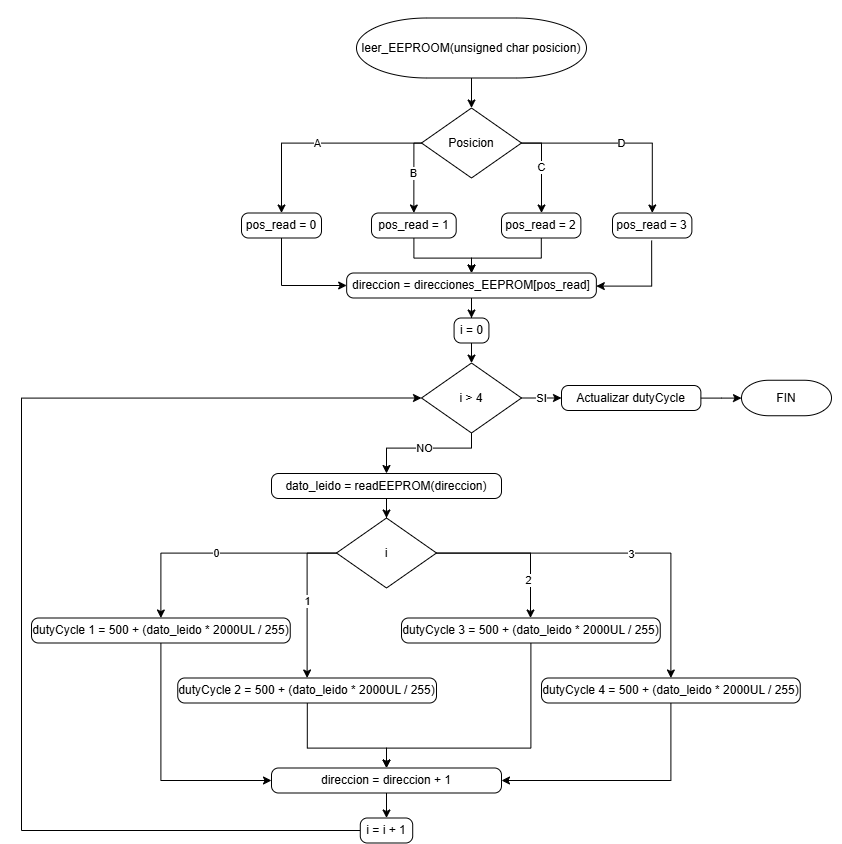 leer_EEPROOM(unsigned char posicion)
Posicion
A
B
C
D
pos_read = 0
pos_read = 1
pos_read = 2
pos_read = 3
direccion = direcciones_EEPROM[pos_read]
i = 0
i > 4
SI
Actualizar dutyCycle
FIN
NO
dato_leido = readEEPROM(direccion)
i
0
1
2
3
dutyCycle 1 = 500 + (dato_leido * 2000UL / 255)
dutyCycle 3 = 500 + (dato_leido * 2000UL / 255)
dutyCycle 2 = 500 + (dato_leido * 2000UL / 255)
dutyCycle 4 = 500 + (dato_leido * 2000UL / 255)
direccion = direccion + 1
i = i + 1